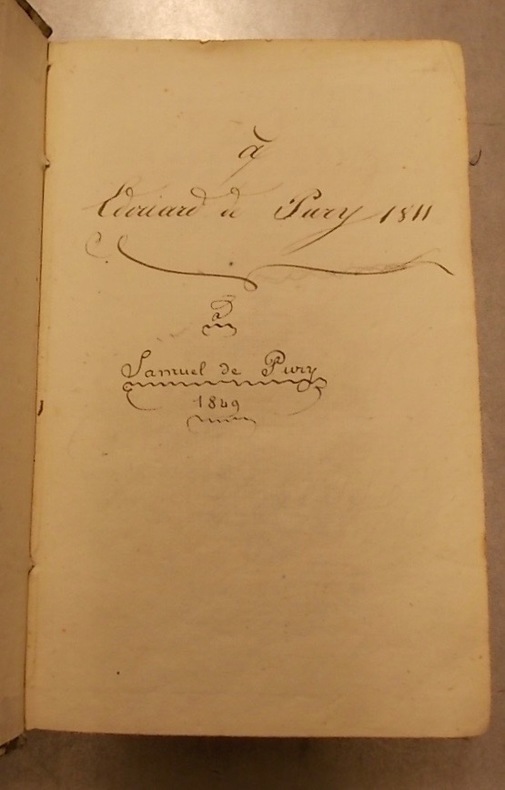 à
Edouard de Pury 1811
à
Samuel de Pury
1849